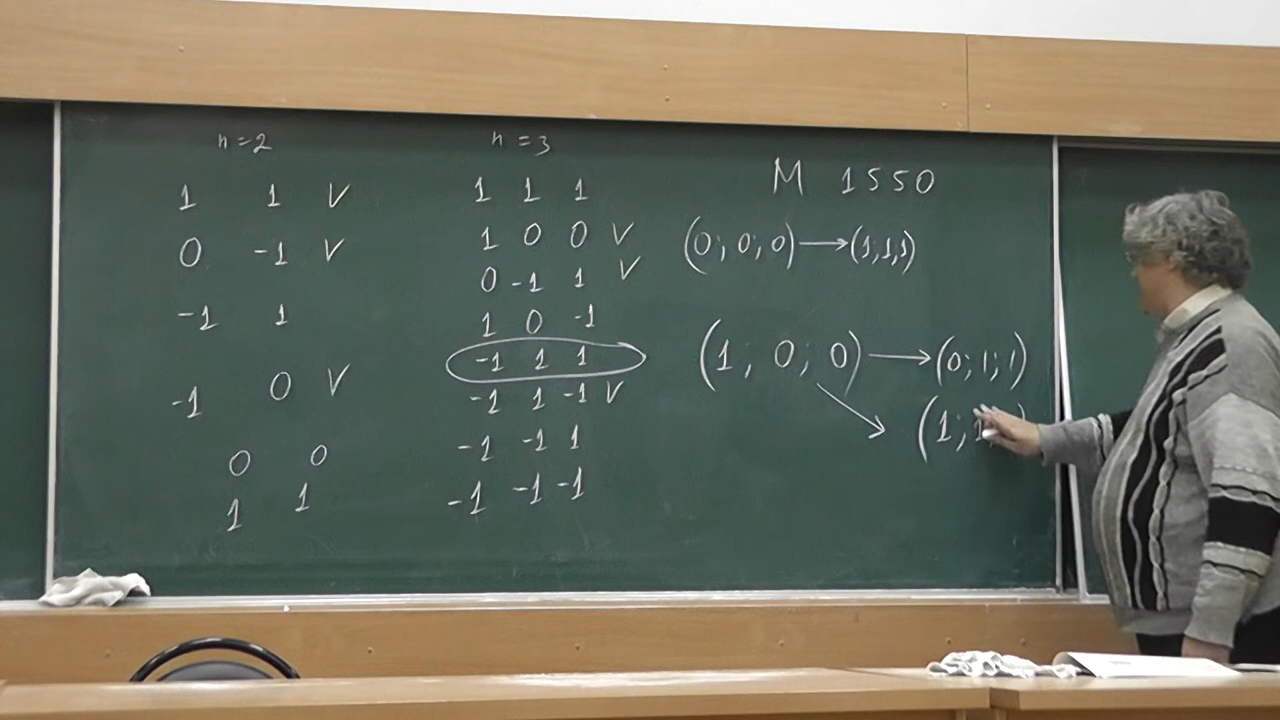 n=2
1 1 V
0 -1 V
-1 1
-1 0 V
0 0
1 1
n=3
1 1 1
1 0 0 V
0 -1 1 V
1 0 -1
-1 1 1
-1 1 -1 V
-1 -1 1
-1 -1 -1
M 1550
(0; 0; 0) → (1,1,1)
(1; 0; 0) → (0; 1; 1)
(1;